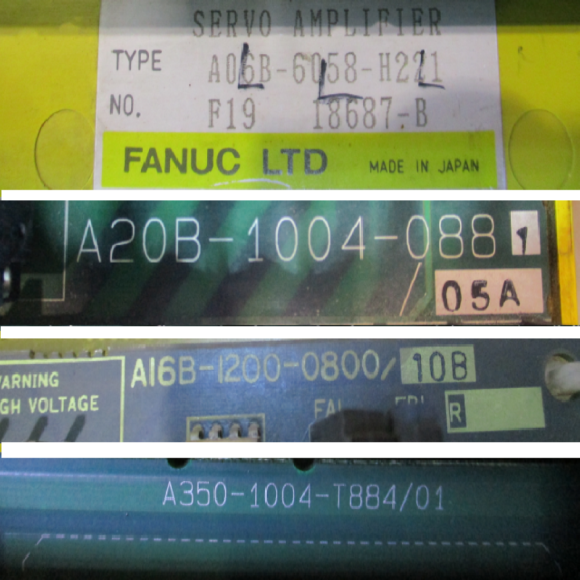 SERVO AMPLIFIER
TYPE A06B-6058-H221
NO. F19 18687-B
FANUC LTD MADE IN JAPAN
A20B-1004-0881
05A
WARNING
A16B-1200-0800/10B
GH VOLTAGE
R
A350-1004-T884/01